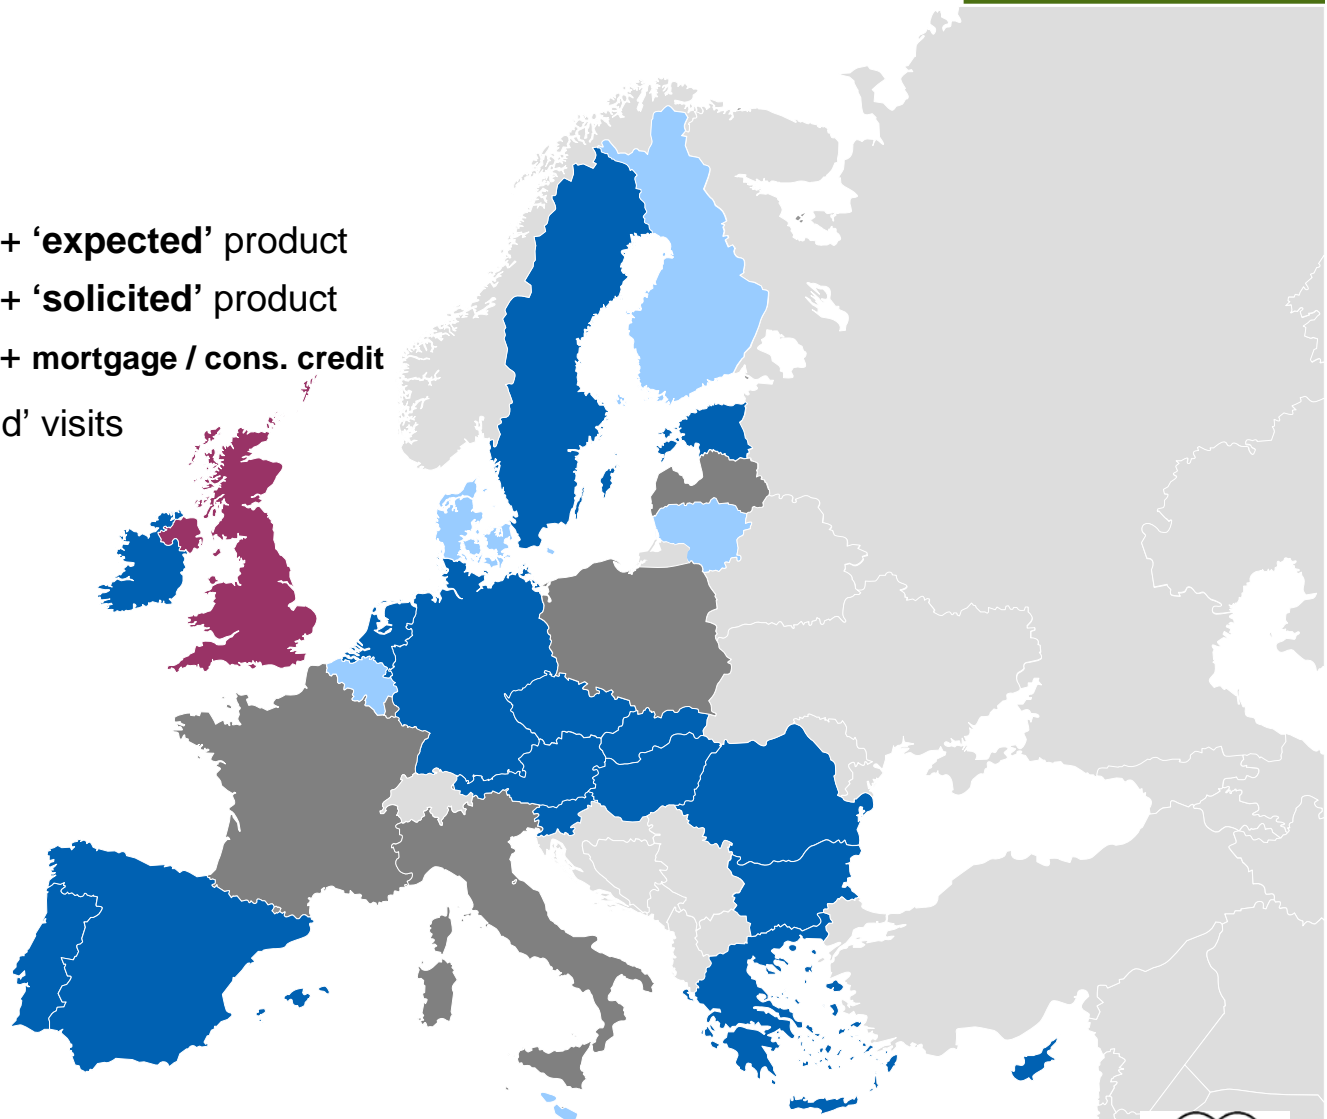 + ‘expected’ product
+ ‘solicited’ product
+ mortgage / cons. credit
d’ visits